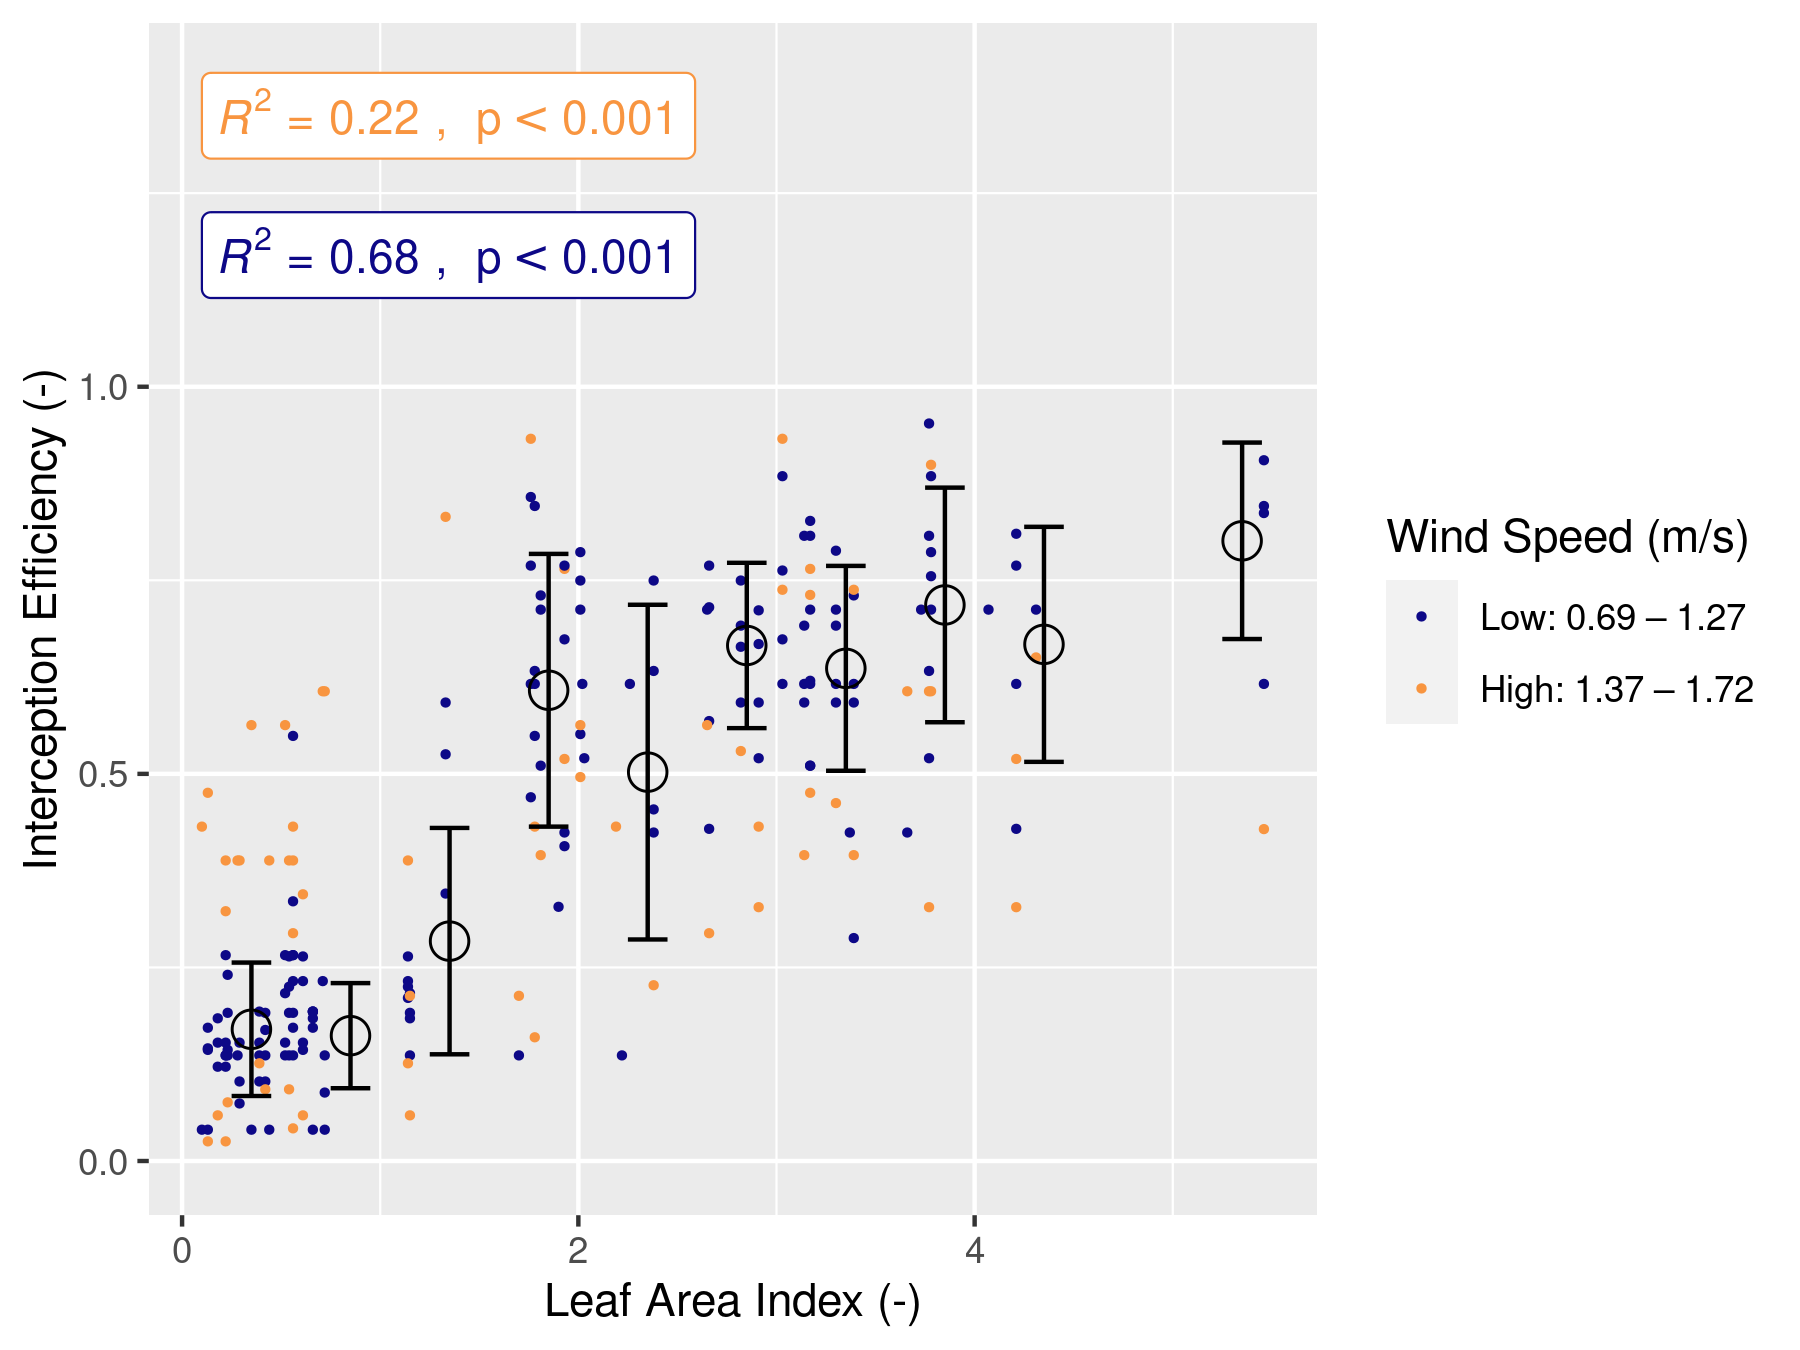 R² = 0.22 , p < 0.001
R² = 0.68 , p < 0.001
Interception Efficiency (-)
1.0
0.5
0.0
0 2 4
Leaf Area Index (-)
Wind Speed (m/s)
Low: 0.69 – 1.27
High: 1.37 – 1.72